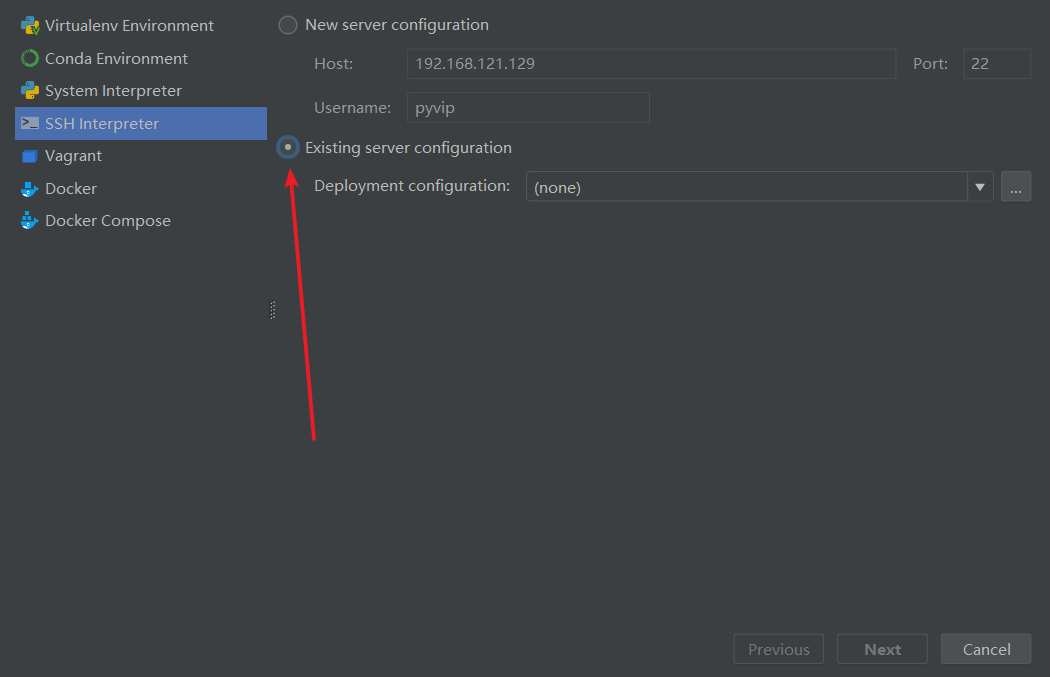 Virtualenv Environment
Conda Environment
System Interpreter
SSH Interpreter
Vagrant
Docker
Docker Compose
New server configuration
Host: 192.168.121.129 Port: 22
Username: pyvip
Existing server configuration
Deployment configuration: (none) ...
Previous Next Cancel